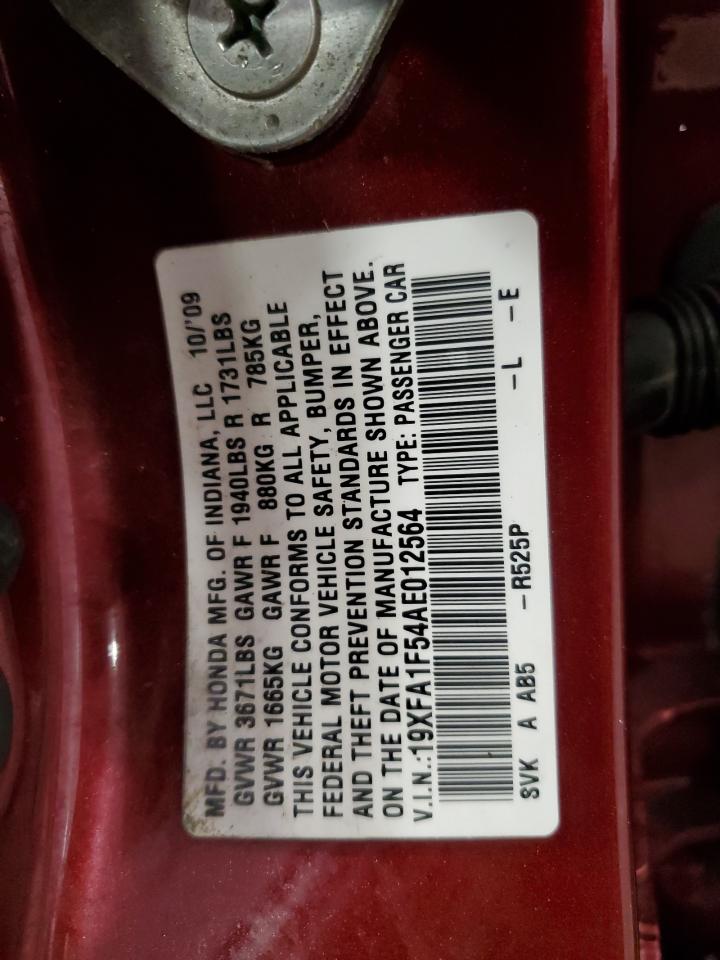 MFD. BY HONDA MFG. OF INDIANA, LLC 10/'09
GVWR 3671LBS GAWR F 1940LBS R 1731LBS
GVWR 1665KG GAWR F 880KG R 785KG
THIS VEHICLE CONFORMS TO ALL APPLICABLE
FEDERAL MOTOR VEHICLE SAFETY, BUMPER,
AND THEFT PREVENTION STANDARDS IN EFFECT
ON THE DATE OF MANUFACTURE SHOWN ABOVE.
V.I.N.:19XFA1F54AE012564 TYPE: PASSENGER CAR
SVK A AB5 -R525P -L -E